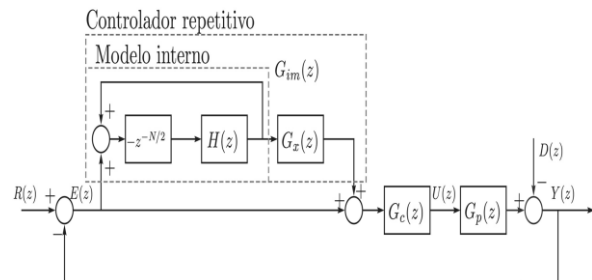 Controlador repetitivo
Modelo interno
G_{im}(z)
+
-z^{-N/2}
H(z)
G_x(z)
+
D(z)
R(z)
+
E(z)
+
+
G_c(z)
U(z)
G_p(z)
+
−
Y(z)
−